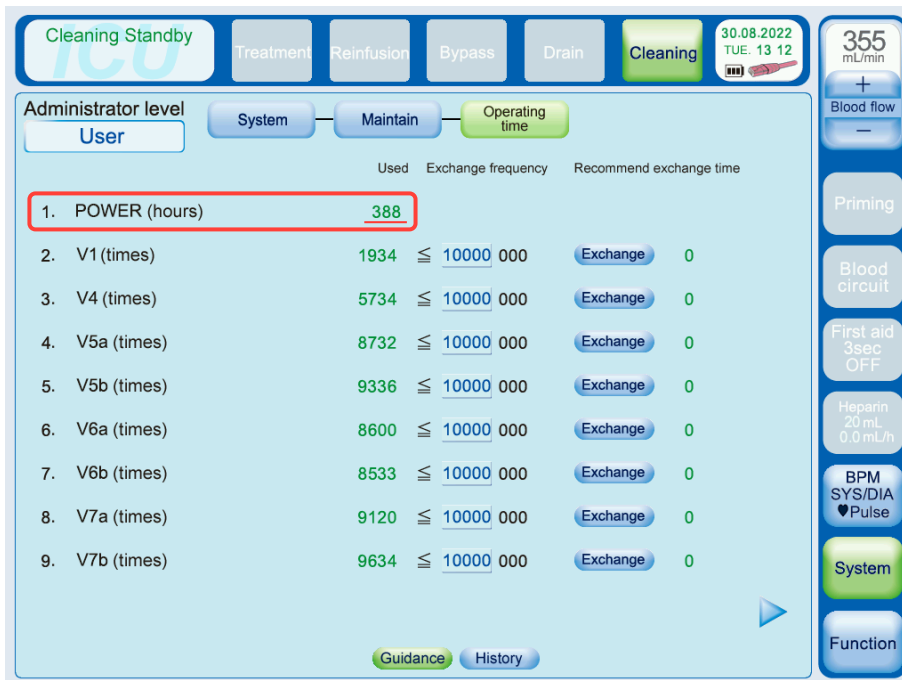 Cleaning Standby
ICU
Treatment
Reinfusion
Bypass
Drain
Cleaning
30.08.2022
TUE. 13 12
355
mL/min
+
Blood flow
−
Administrator level
User
System
Maintain
Operating
time
Used Exchange frequency Recommend exchange time
1. POWER (hours) 388
2. V1(times) 1934 ≦ 10000 000 Exchange 0
3. V4 (times) 5734 ≦ 10000 000 Exchange 0
4. V5a (times) 8732 ≦ 10000 000 Exchange 0
5. V5b (times) 9336 ≦ 10000 000 Exchange 0
6. V6a (times) 8600 ≦ 10000 000 Exchange 0
7. V6b (times) 8533 ≦ 10000 000 Exchange 0
8. V7a (times) 9120 ≦ 10000 000 Exchange 0
9. V7b (times) 9634 ≦ 10000 000 Exchange 0
Guidance
History
Priming
Blood
circuit
First aid
3sec
OFF
Heparin
20 mL
0.0 mL/h
BPM
SYS/DIA
♥Pulse
System
Function